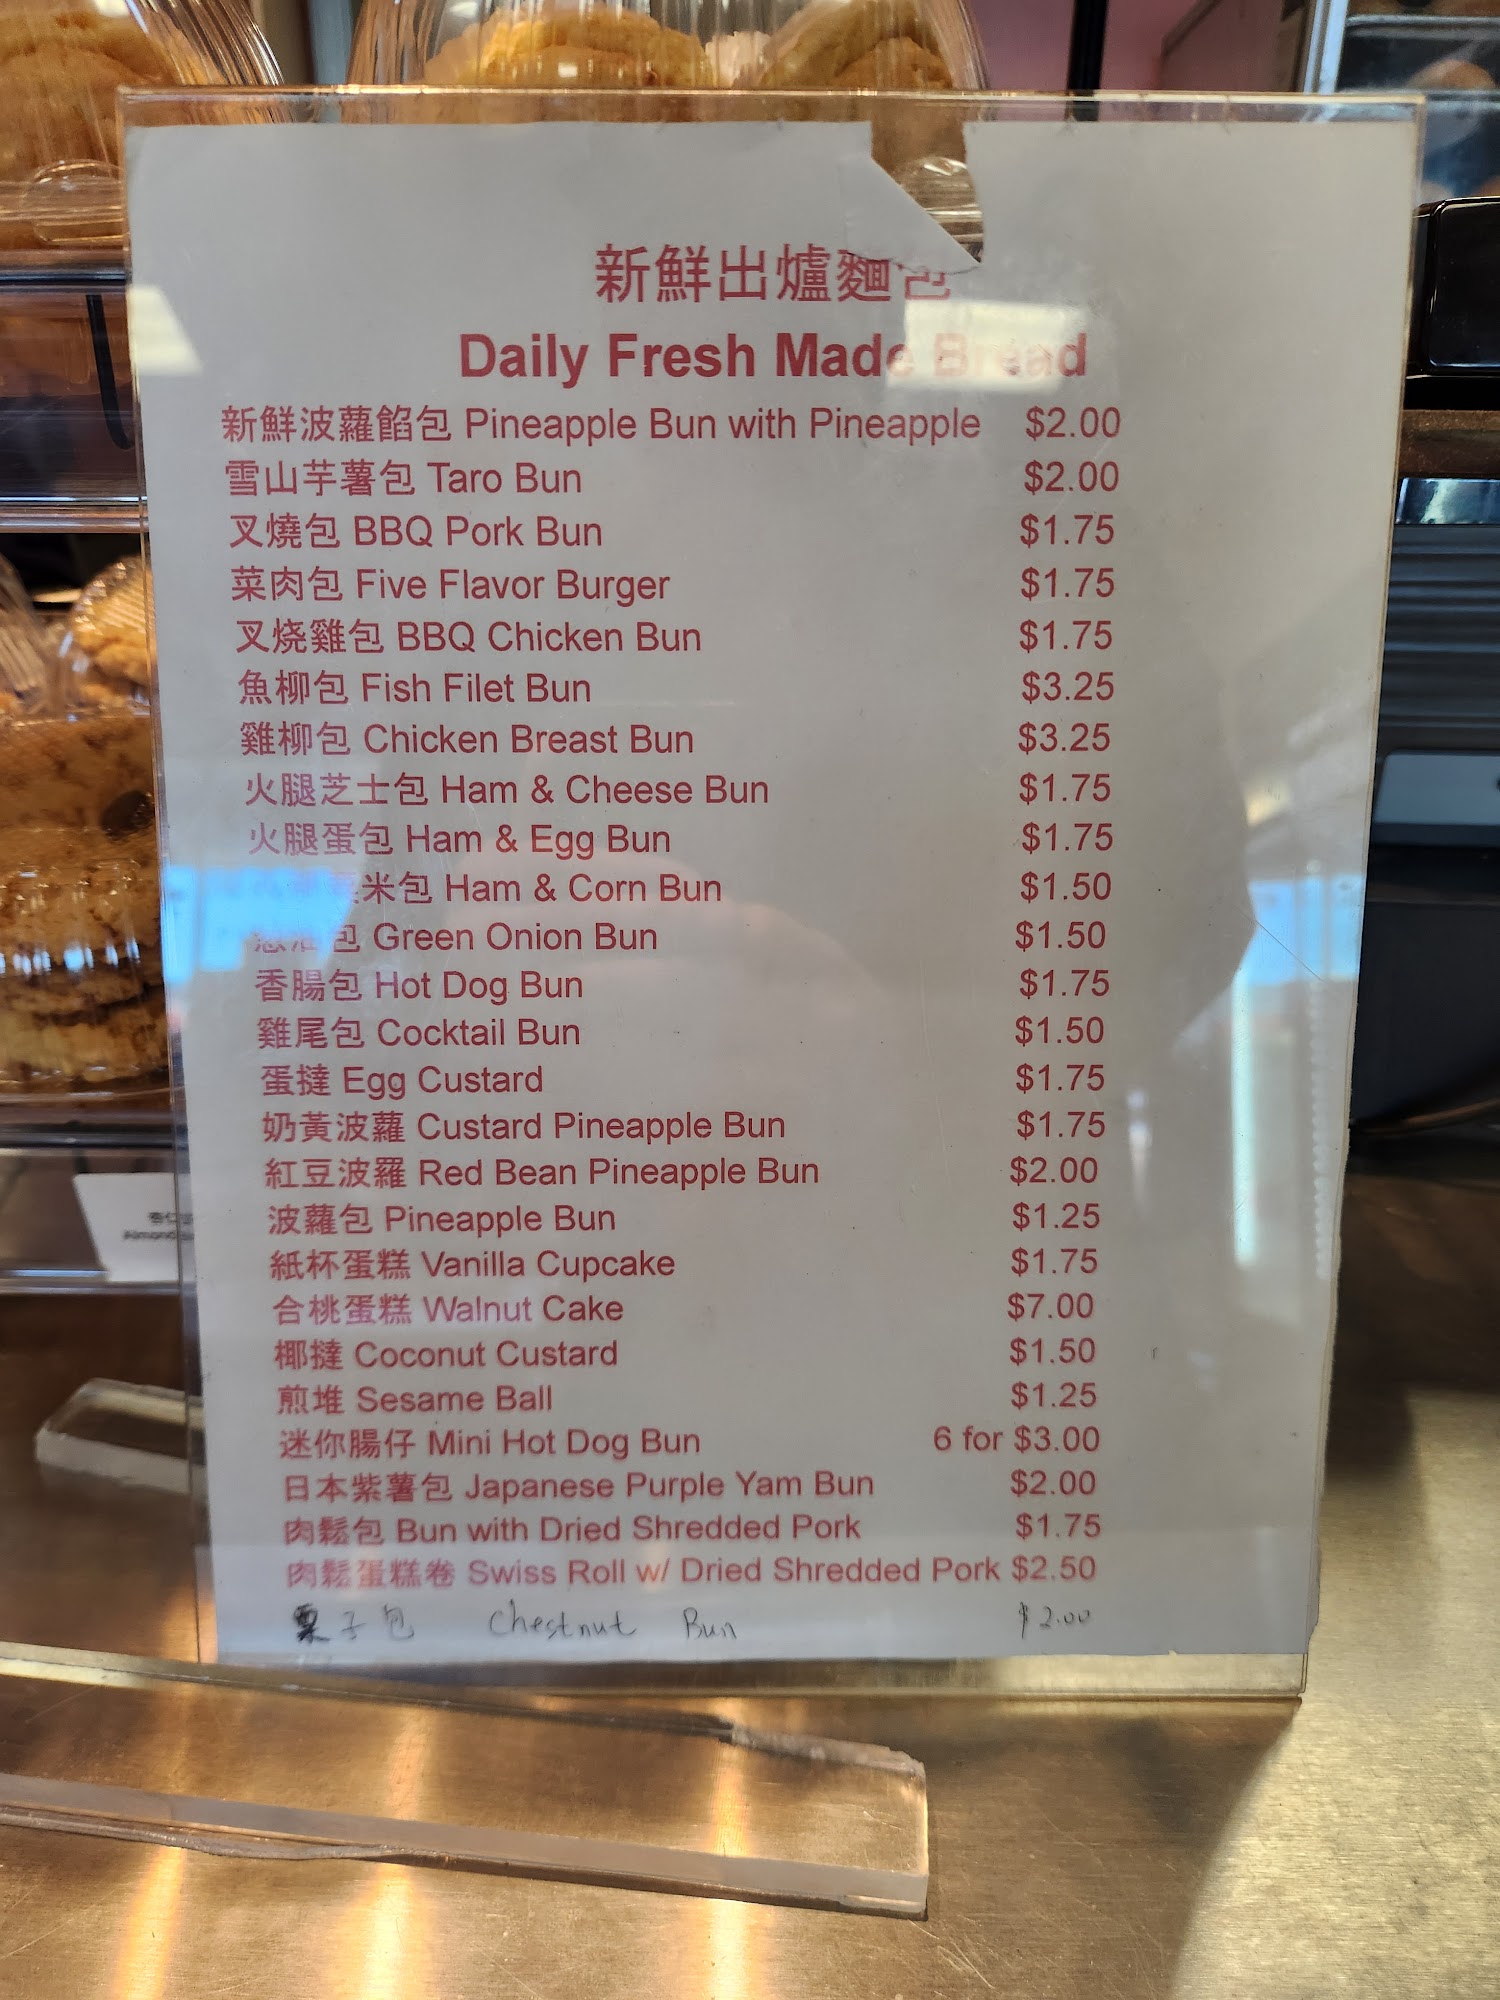 新鮮出爐麵包
Daily Fresh Made Bread
新鮮波蘿餡包 Pineapple Bun with Pineapple $2.00
雪山芋薯包 Taro Bun $2.00
叉燒包 BBQ Pork Bun $1.75
菜肉包 Five Flavor Burger $1.75
叉烧雞包 BBQ Chicken Bun $1.75
魚柳包 Fish Filet Bun $3.25
雞柳包 Chicken Breast Bun $3.25
火腿芝士包 Ham & Cheese Bun $1.75
火腿蛋包 Ham & Egg Bun $1.75
米包 Ham & Corn Bun $1.50
包 Green Onion Bun $1.50
香腸包 Hot Dog Bun $1.75
雞尾包 Cocktail Bun $1.50
蛋撻 Egg Custard $1.75
奶黃波蘿 Custard Pineapple Bun $1.75
紅豆波羅 Red Bean Pineapple Bun $2.00
波蘿包 Pineapple Bun $1.25
紙杯蛋糕 Vanilla Cupcake $1.75
合桃蛋糕 Walnut Cake $7.00
椰撻 Coconut Custard $1.50
煎堆 Sesame Ball $1.25
迷你腸仔 Mini Hot Dog Bun 6 for $3.00
日本紫薯包 Japanese Purple Yam Bun $2.00
肉鬆包 Bun with Dried Shredded Pork $1.75
肉鬆蛋糕卷 Swiss Roll w/ Dried Shredded Pork $2.50
栗子包 Chestnut Bun $2.00